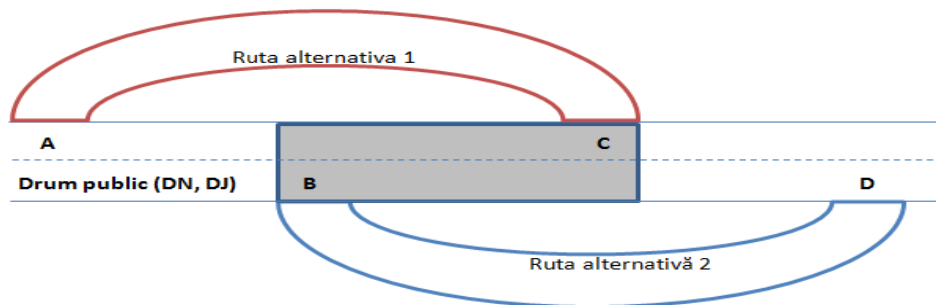 Ruta alternativa 1
A
C
Drum public (DN, DJ)
B
D
Ruta alternativă 2